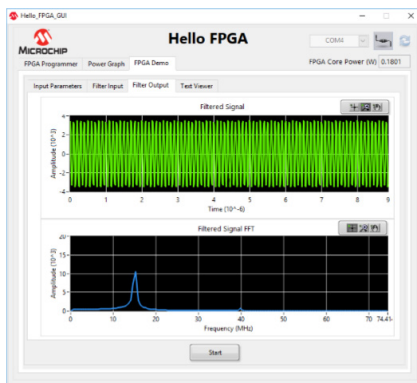 Hello_FPGA_GUI
MICROCHIP
Hello FPGA
COM4
FPGA Programmer Power Graph FPGA Demo
FPGA Core Power (W) 0.1801
Input Parameters Filter Input Filter Output Text Viewer
Filtered Signal
Amplitude (10^3)
4
2
0
-2
-4
0 1 2 3 4 5 6 7 8 9
Time (10^-6)
Filtered Signal FFT
Amplitude (10^3)
20
15
10
5
0
0 10 20 30 40 50 60 70 74.41
Frequency (MHz)
Start